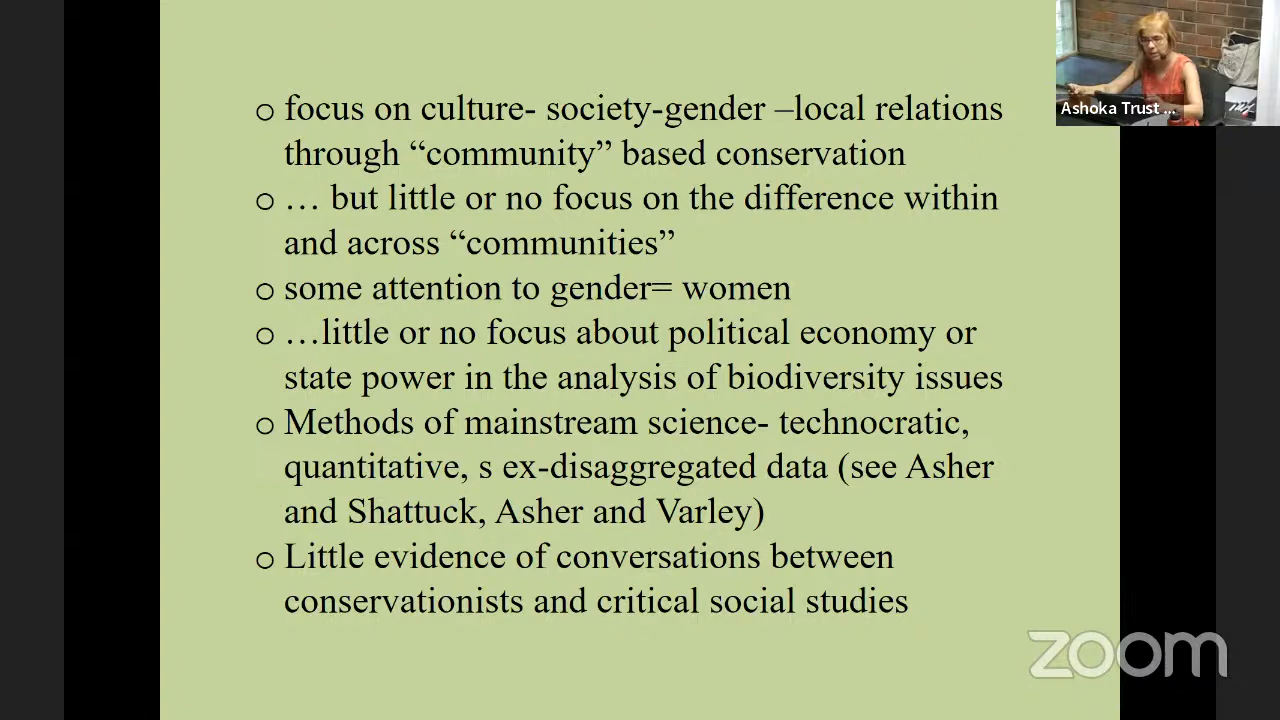 o focus on culture- society-gender –local relations
through “community” based conservation
o … but little or no focus on the difference within
and across “communities”
o some attention to gender= women
o …little or no focus about political economy or
state power in the analysis of biodiversity issues
o Methods of mainstream science- technocratic,
quantitative, s ex-disaggregated data (see Asher
and Shattuck, Asher and Varley)
o Little evidence of conversations between
conservationists and critical social studies
Ashoka Trust ...
zoom